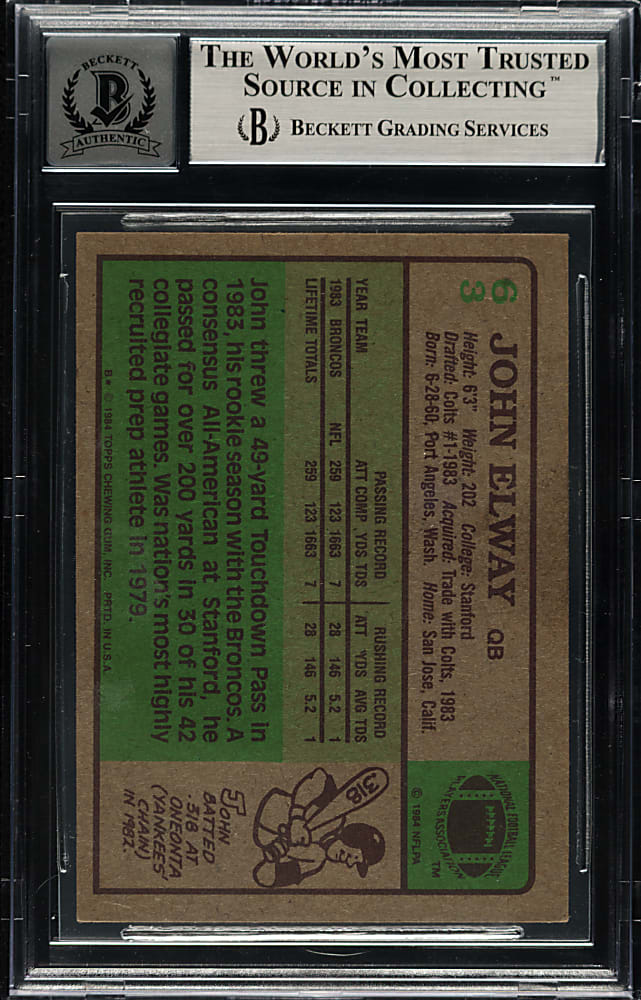 BECKETT
B
AUTHENTIC
THE WORLD'S MOST TRUSTED
SOURCE IN COLLECTING™
B BECKETT GRADING SERVICES
63
JOHN ELWAY QB
Height: 6'3" Weight: 202 College: Stanford
Drafted: Colts #1-1983 Acquired: Trade with Colts, 1983
Born: 6-28-60, Port Angeles, Wash. Home: San Jose, Calif.
NATIONAL FOOTBALL LEAGUE
PLAYERS ASSOCIATION
TM
© 1984 NFLPA
PASSING RECORD RUSHING RECORD
YEAR TEAM ATT COMP YDS TDS ATT YDS AVG TDS
1983 BRONCOS NFL 259 123 1663 7 28 146 5.2 1
LIFETIME TOTALS 259 123 1663 7 28 146 5.2 1
John threw a 49-yard Touchdown Pass in
1983, his rookie season with the Broncos. A
consensus All-American at Stanford, he
passed for over 200 yards in 30 of his 42
collegiate games. Was nation's most highly
recruited prep athlete in 1979.
318
JOHN
BATTED
.318 AT
ONEONTA
(YANKEES'
CHAIN)
IN 1982.
B* © 1984 TOPPS CHEWING GUM, INC. PRTD. IN U.S.A.